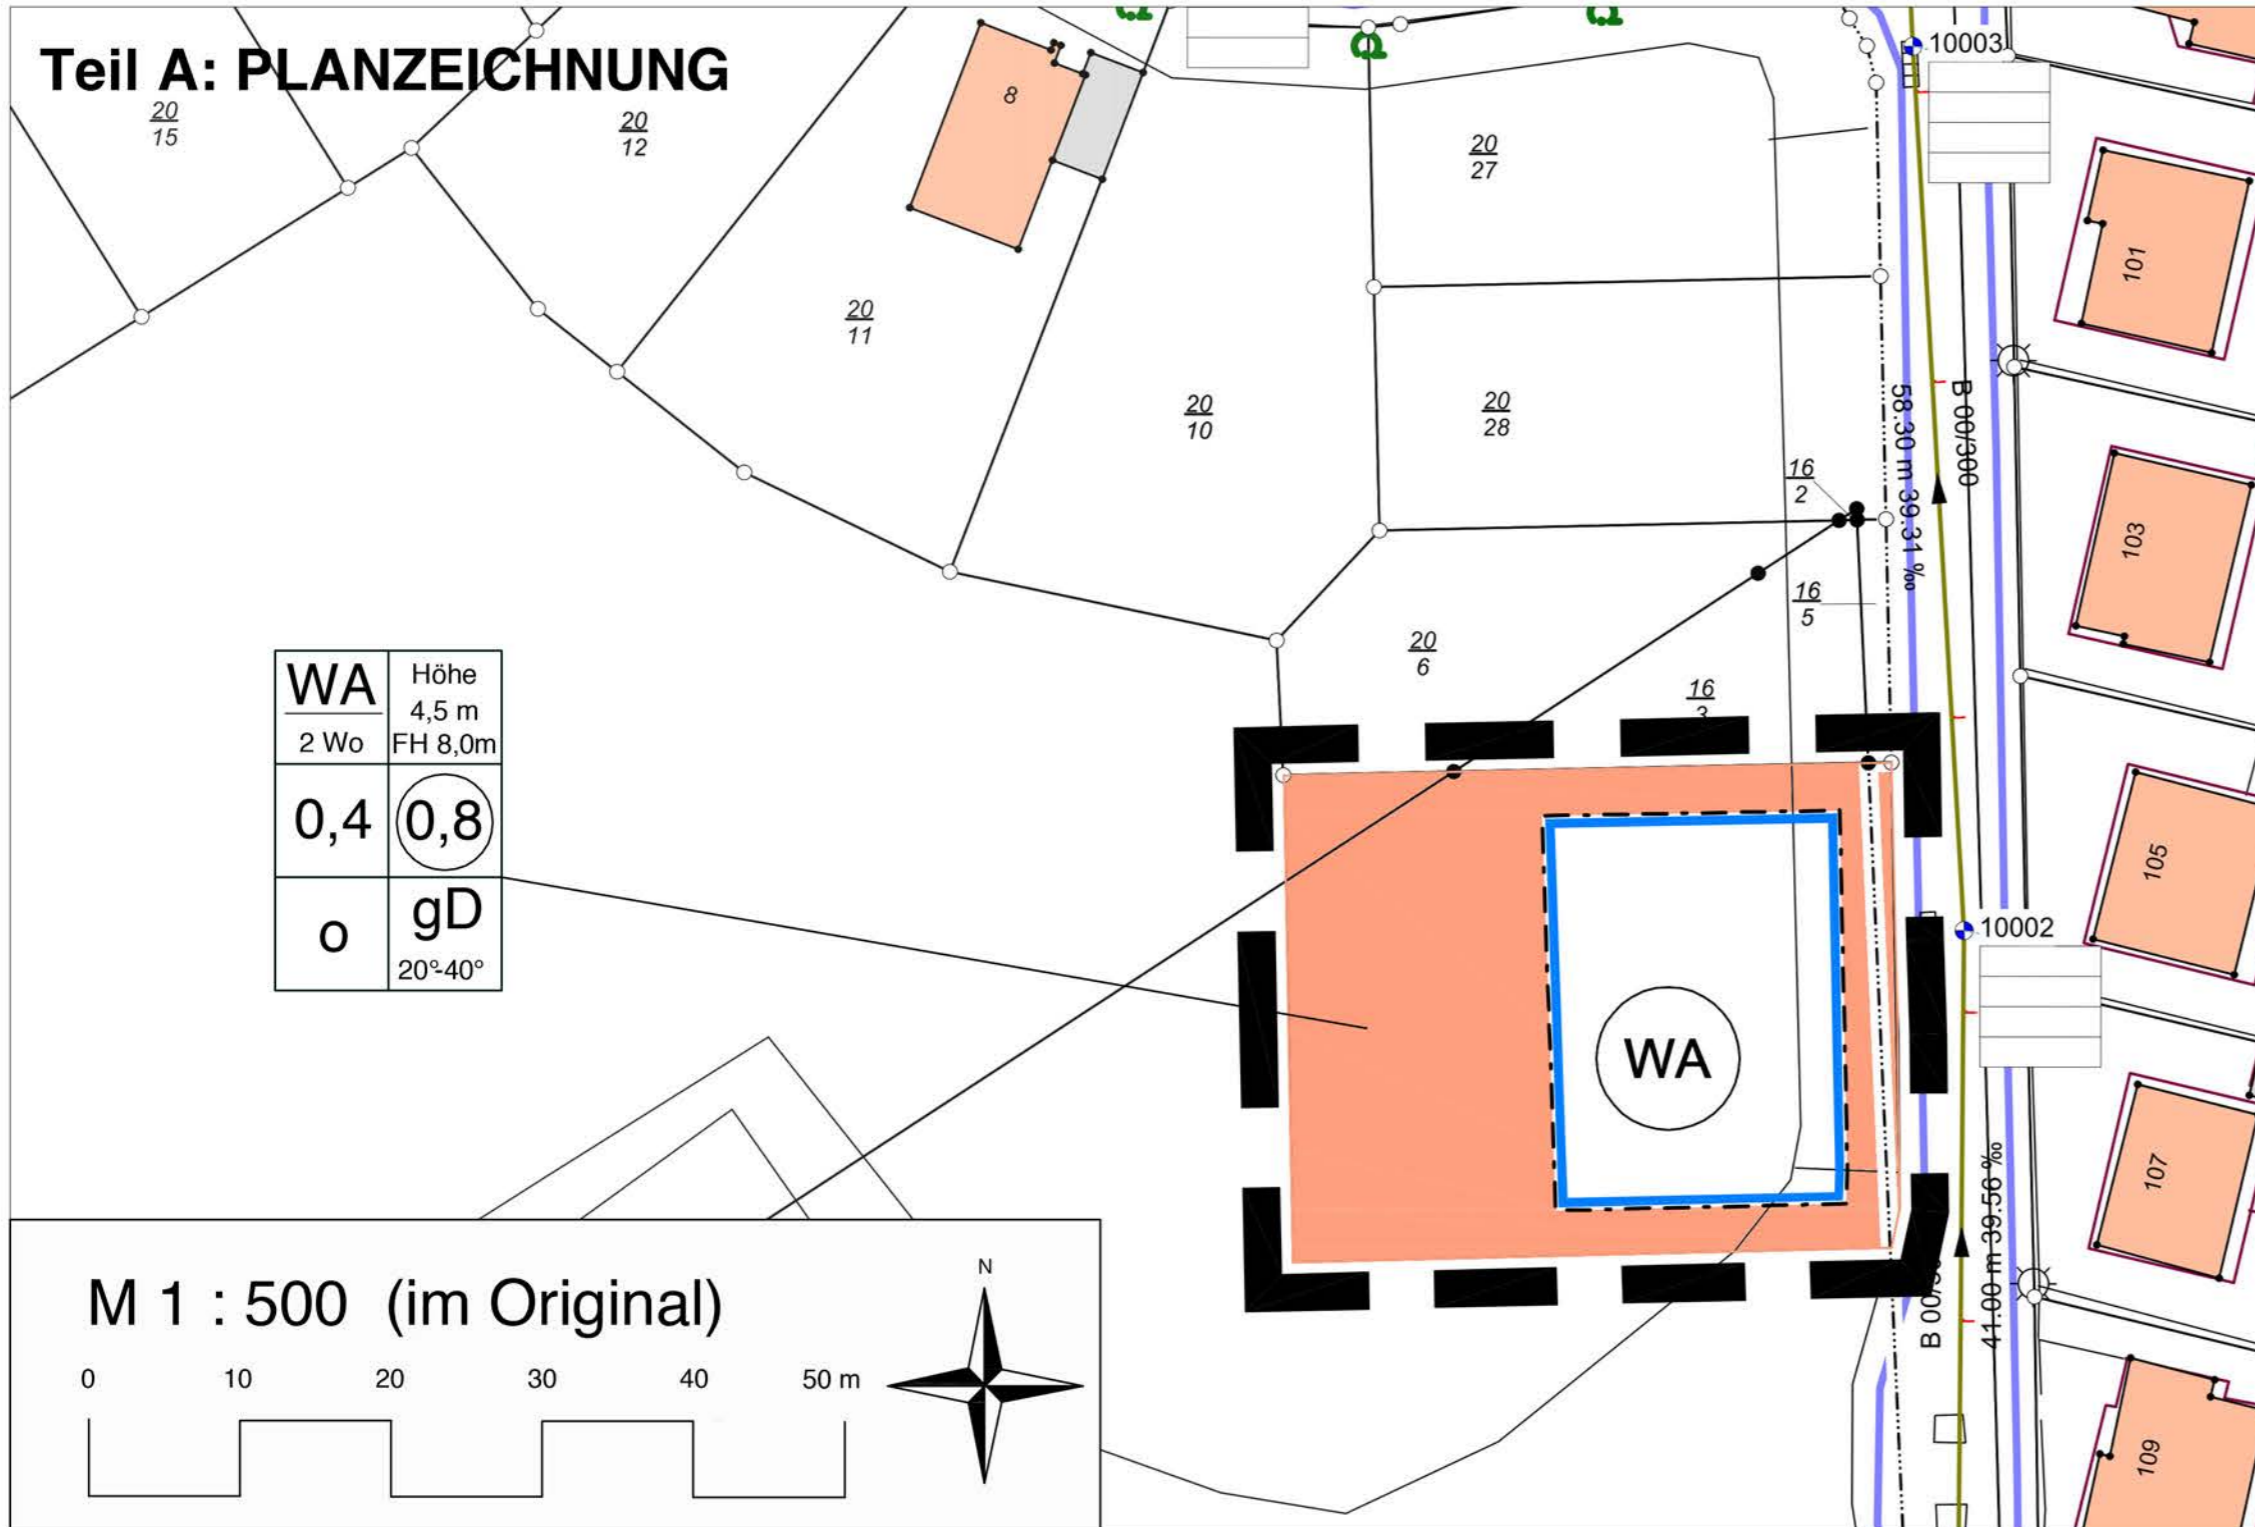 Teil A: PLANZEICHNUNG
20
15
20
12
8
20
27
10003
101
20
11
20
10
20
28
16
2
58.30 m 39.31 ‰
B 00/300
103
16
5
20
6
16
3
WA
2 Wo
Höhe
4,5 m
FH 8,0m
0,4
0,8
o
gD
20°-40°
105
10002
WA
107
41.00 m 39.56 ‰
109
M 1 : 500 (im Original)
N
0 10 20 30 40 50 m